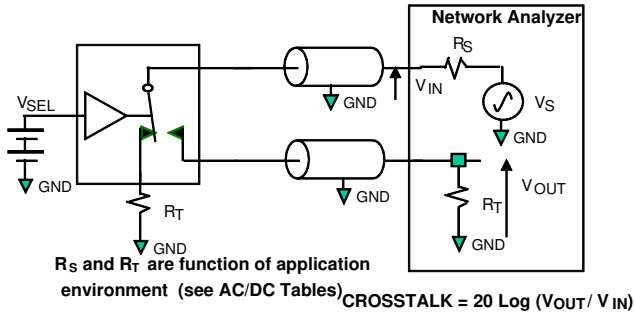 Network Analyzer
RS
VIN
GND
VS
GND
VSEL
GND
RT
GND
GND
RT
VOUT
GND
RS and RT are function of application
environment (see AC/DC Tables)
CROSSTALK = 20 Log (VOUT / VIN)